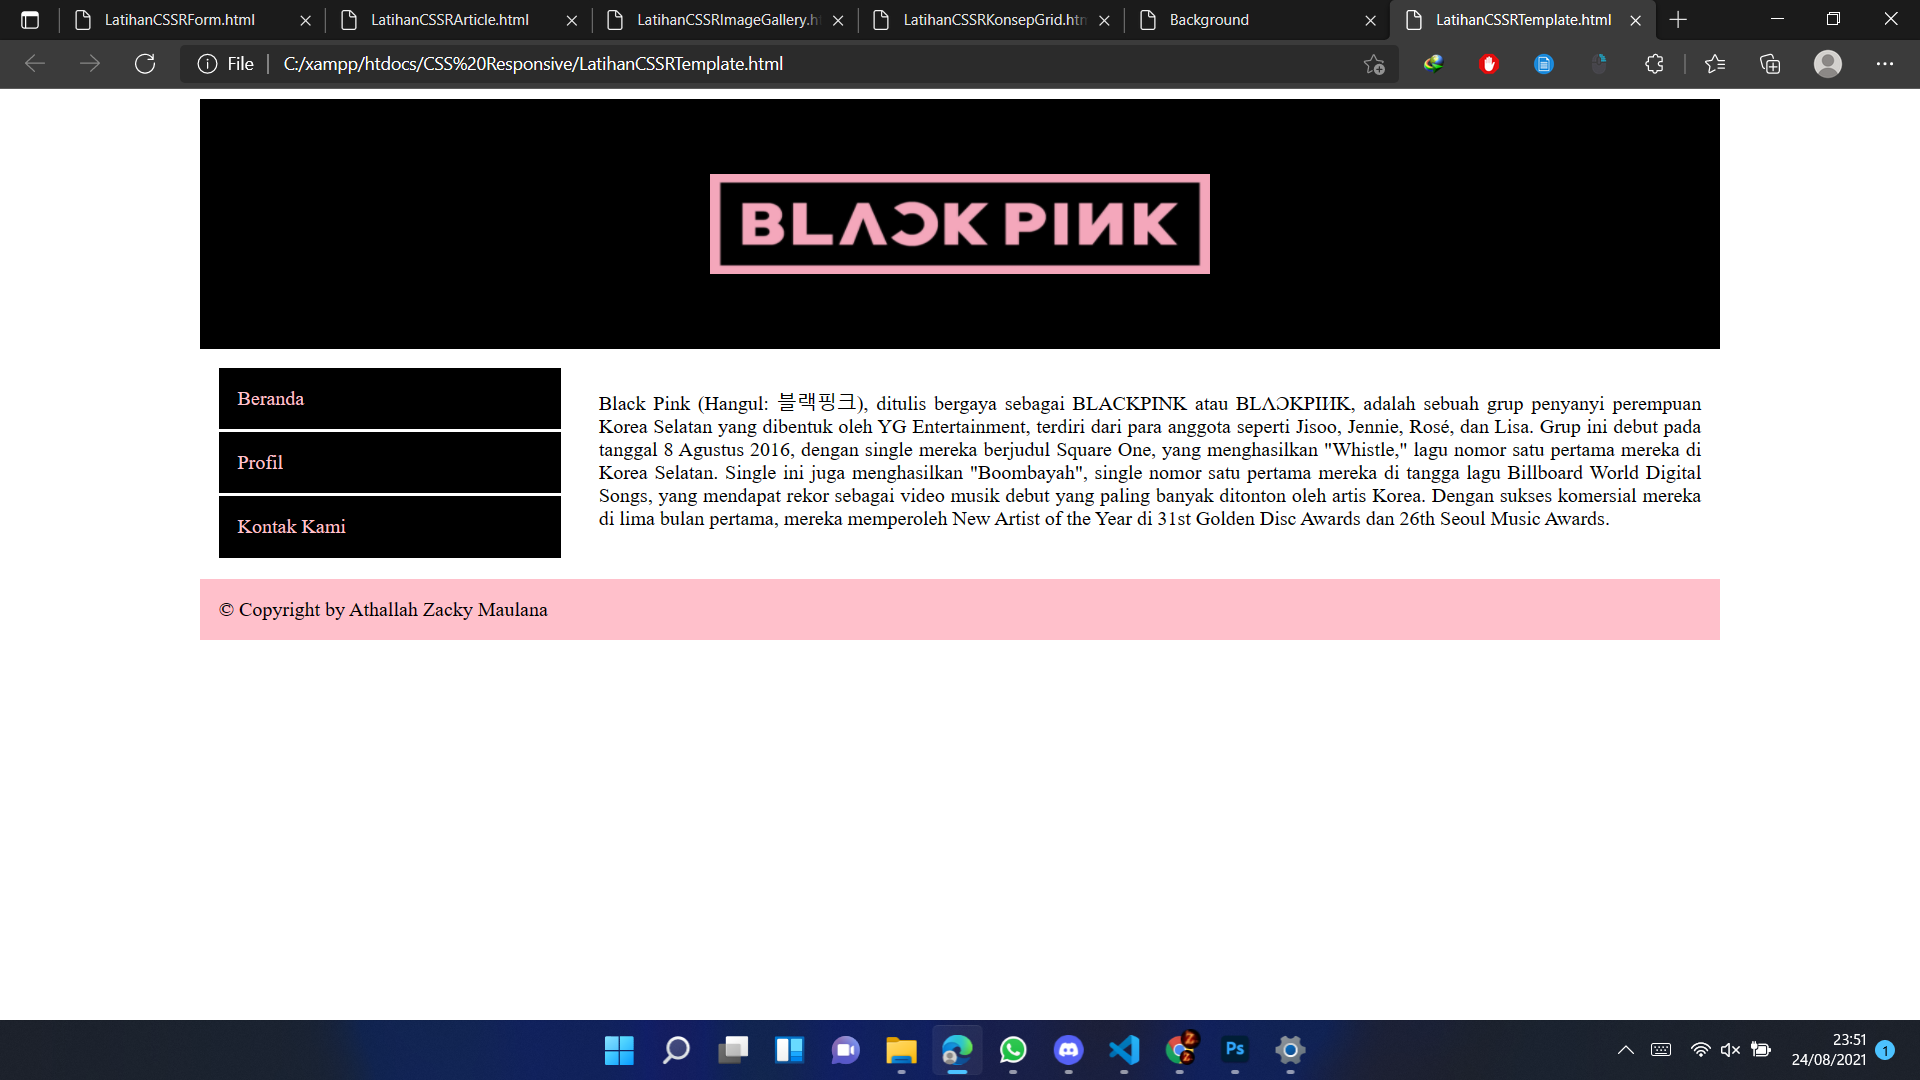 LatihanCSSRForm.html
LatihanCSSRArticle.html
LatihanCSSRImageGallery.h
LatihanCSSRKonsepGrid.htm
Background
LatihanCSSRTemplate.html
File
C:/xampp/htdocs/CSS%20Responsive/LatihanCSSRTemplate.html
BLΛƆKPIИK
Beranda
Profil
Kontak Kami
Black Pink (Hangul: 블랙핑크), ditulis bergaya sebagai BLACKPINK atau BLΛƆKPIИK, adalah sebuah grup penyanyi perempuan
Korea Selatan yang dibentuk oleh YG Entertainment, terdiri dari para anggota seperti Jisoo, Jennie, Rosé, dan Lisa. Grup ini debut pada
tanggal 8 Agustus 2016, dengan single mereka berjudul Square One, yang menghasilkan "Whistle," lagu nomor satu pertama mereka di
Korea Selatan. Single ini juga menghasilkan "Boombayah", single nomor satu pertama mereka di tangga lagu Billboard World Digital
Songs, yang mendapat rekor sebagai video musik debut yang paling banyak ditonton oleh artis Korea. Dengan sukses komersial mereka
di lima bulan pertama, mereka memperoleh New Artist of the Year di 31st Golden Disc Awards dan 26th Seoul Music Awards.
© Copyright by Athallah Zacky Maulana
Ps
23:51
24/08/2021
1